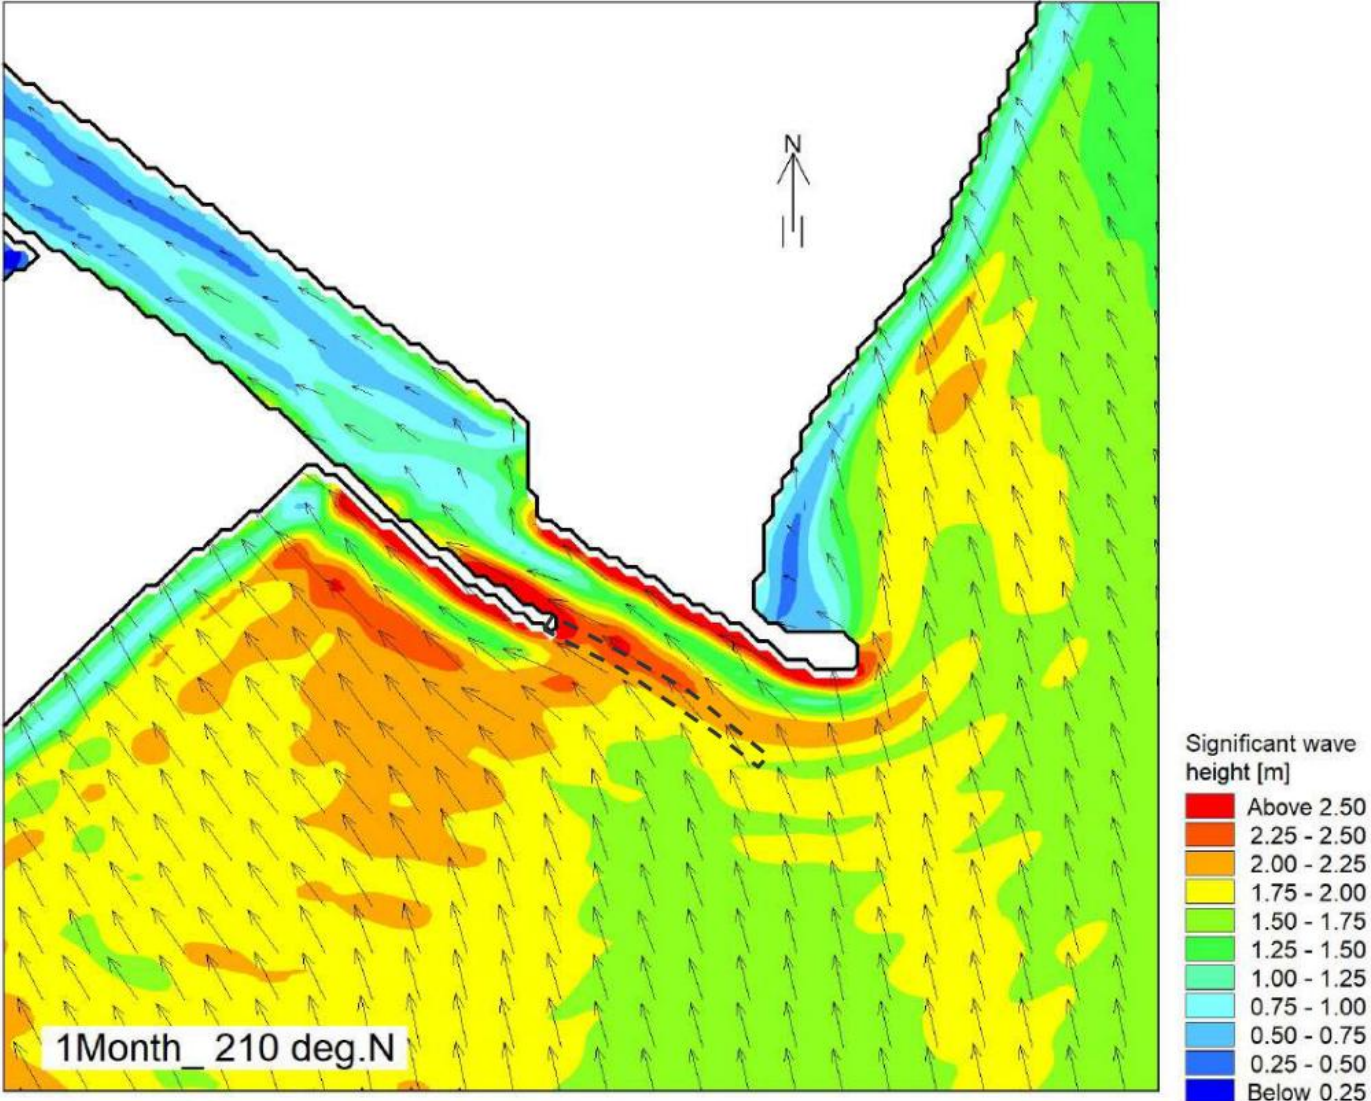 N
Significant wave
height [m]
Above 2.50
2.25 - 2.50
2.00 - 2.25
1.75 - 2.00
1.50 - 1.75
1.25 - 1.50
1.00 - 1.25
0.75 - 1.00
0.50 - 0.75
0.25 - 0.50
Below 0.25
1Month_ 210 deg.N